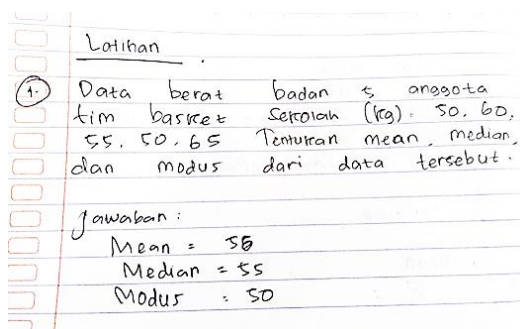 Latihan
1. Data berat badan 5 anggota
tim basket sekolah (kg). 50. 60,
55. 50. 65 Tentukan mean. median,
dan modus dari data tersebut.
Jawaban:
Mean = 56
Median = 55
Modus = 50